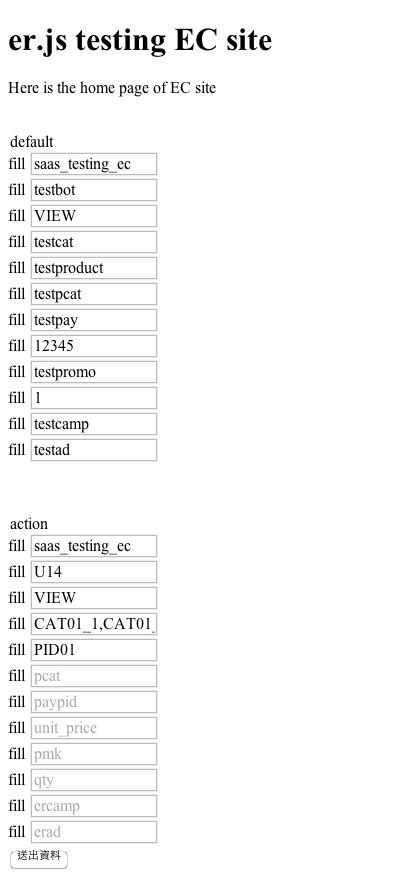 er.js testing EC site
Here is the home page of EC site
default
fill saas_testing_ec
fill testbot
fill VIEW
fill testcat
fill testproduct
fill testpcat
fill testpay
fill 12345
fill testpromo
fill 1
fill testcamp
fill testad
action
fill saas_testing_ec
fill U14
fill VIEW
fill CAT01_1,CAT01_
fill PID01
fill pcat
fill paypid
fill unit_price
fill pmk
fill qty
fill ercamp
fill erad
送出資料